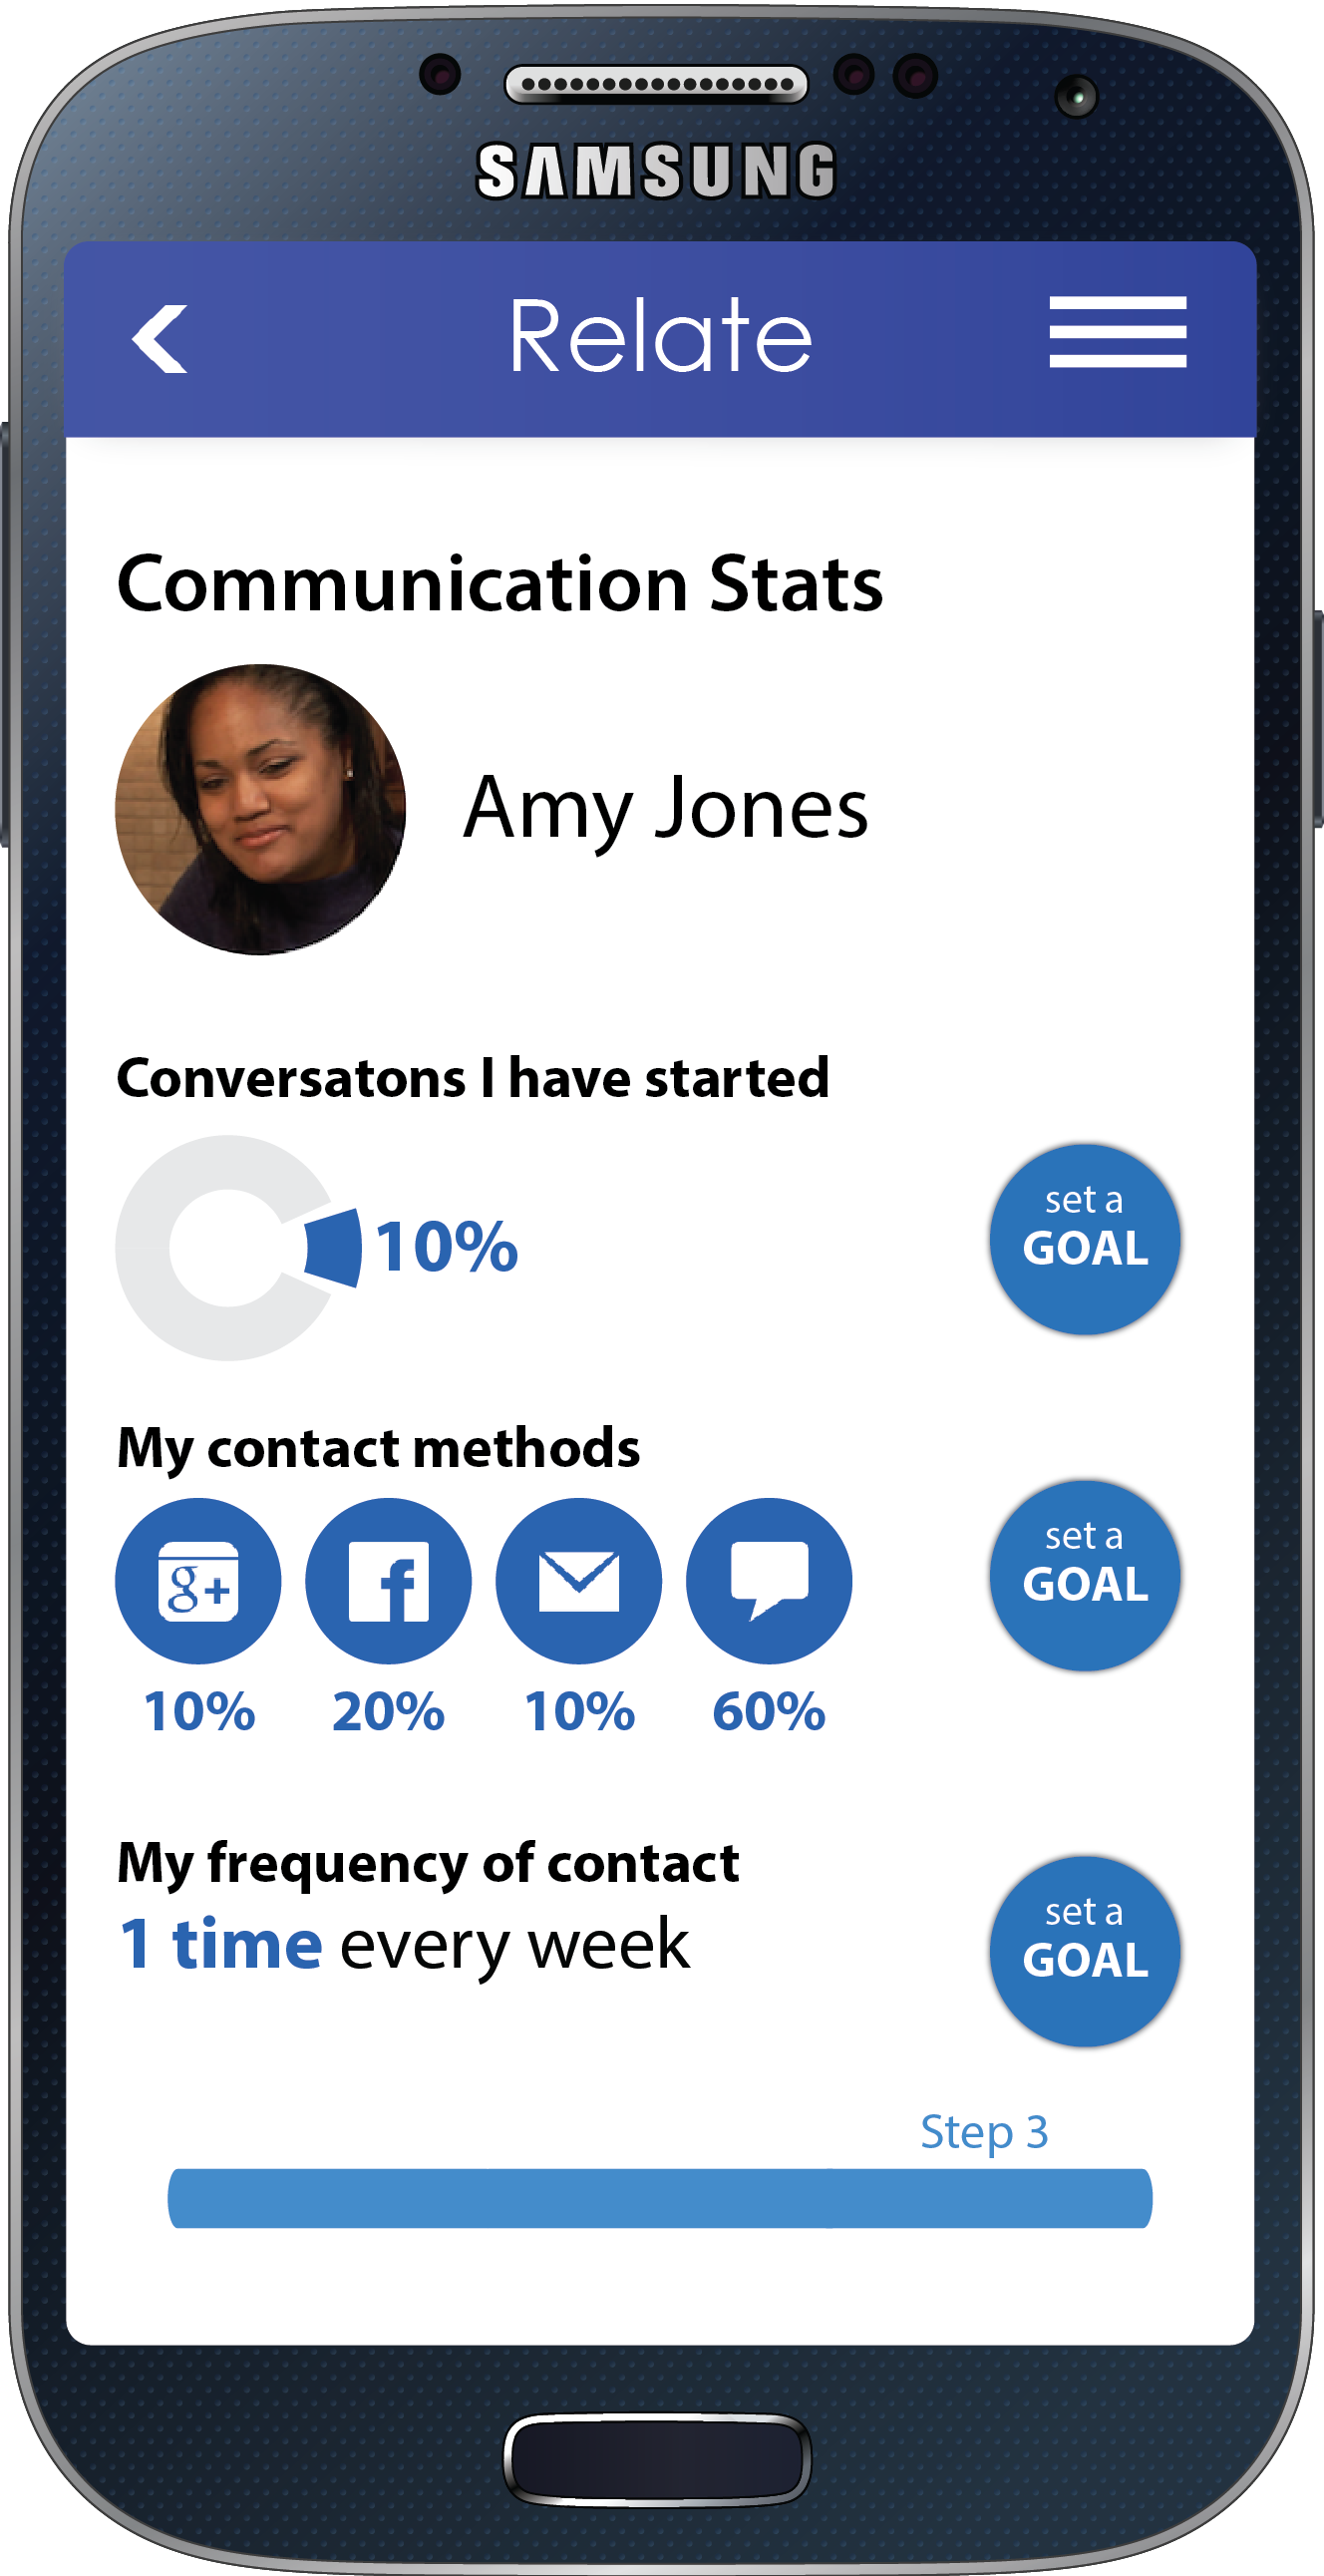 SAMSUNG
Relate
Communication Stats
Amy Jones
Conversatons I have started
10%
set a
GOAL
My contact methods
g+ f
10% 20% 10% 60%
set a
GOAL
My frequency of contact
1 time every week
set a
GOAL
Step 3